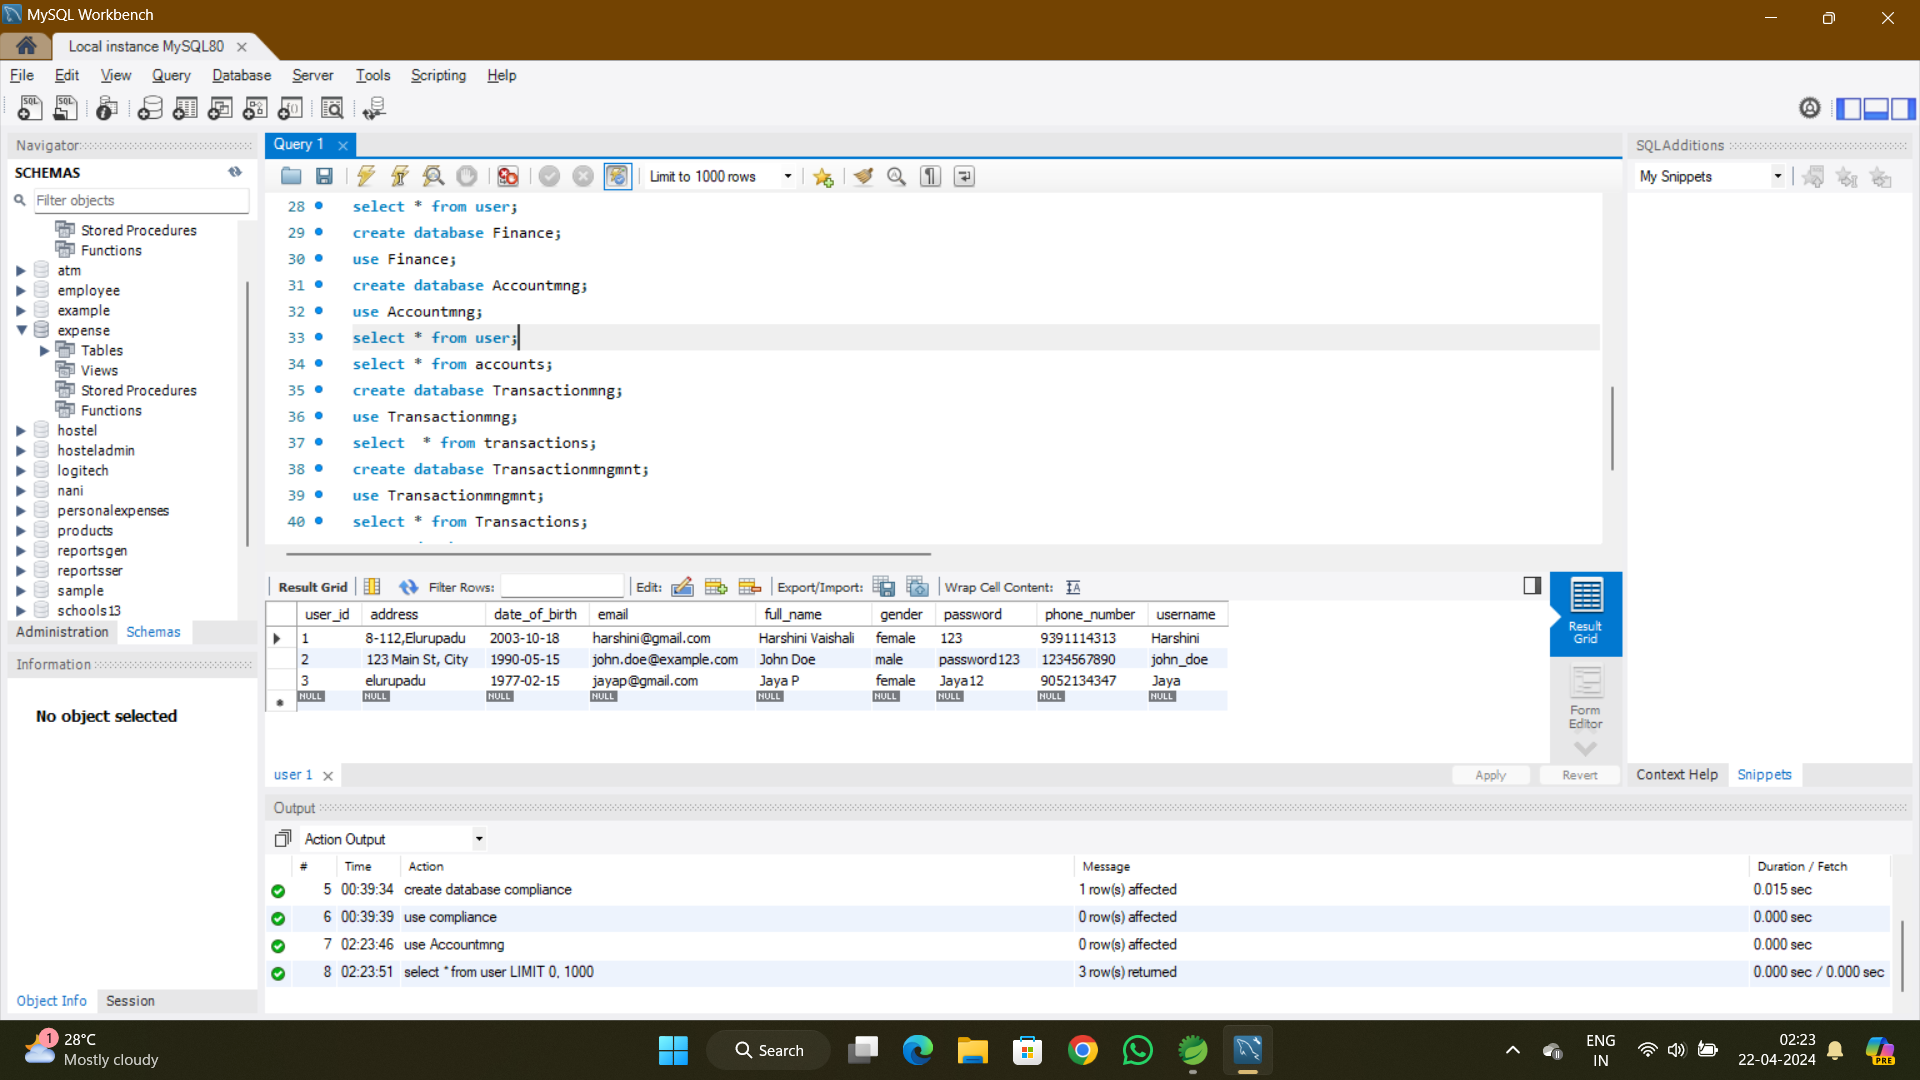 MySQL Workbench
Local instance MySQL80
File Edit View Query Database Server Tools Scripting Help
Navigator
SCHEMAS
Filter objects
Stored Procedures
Functions
atm
employee
example
expense
Tables
Views
Stored Procedures
Functions
hostel
hosteladmin
logitech
nani
personalexpenses
products
reportsgen
reportsser
sample
schools13
Administration Schemas
Information
No object selected
Object Info Session
Query 1
Limit to 1000 rows
28 select * from user;
29 create database Finance;
30 use Finance;
31 create database Accountmng;
32 use Accountmng;
33 select * from user;
34 select * from accounts;
35 create database Transactionmng;
36 use Transactionmng;
37 select  * from transactions;
38 create database Transactionmngmnt;
39 use Transactionmngmnt;
40 select * from Transactions;
Result Grid Filter Rows: Edit: Export/Import: Wrap Cell Content:
user_id address date_of_birth email full_name gender password phone_number username
1 8-112,Elurupadu 2003-10-18 harshini@gmail.com Harshini Vaishali female 123 9391114313 Harshini
2 123 Main St, City 1990-05-15 john.doe@example.com John Doe male password123 1234567890 john_doe
3 elurupadu 1977-02-15 jayap@gmail.com Jaya P female Jaya12 9052134347 Jaya
NULL NULL NULL NULL NULL NULL NULL NULL NULL
Result Grid
Form Editor
user 1
Apply Revert
SQLAdditions
My Snippets
Context Help Snippets
Output
Action Output
# Time Action Message Duration / Fetch
5 00:39:34 create database compliance 1 row(s) affected 0.015 sec
6 00:39:39 use compliance 0 row(s) affected 0.000 sec
7 02:23:46 use Accountmng 0 row(s) affected 0.000 sec
8 02:23:51 select * from user LIMIT 0, 1000 3 row(s) returned 0.000 sec / 0.000 sec
1 28°C
Mostly cloudy
Search
ENG
IN
02:23
22-04-2024
PRE